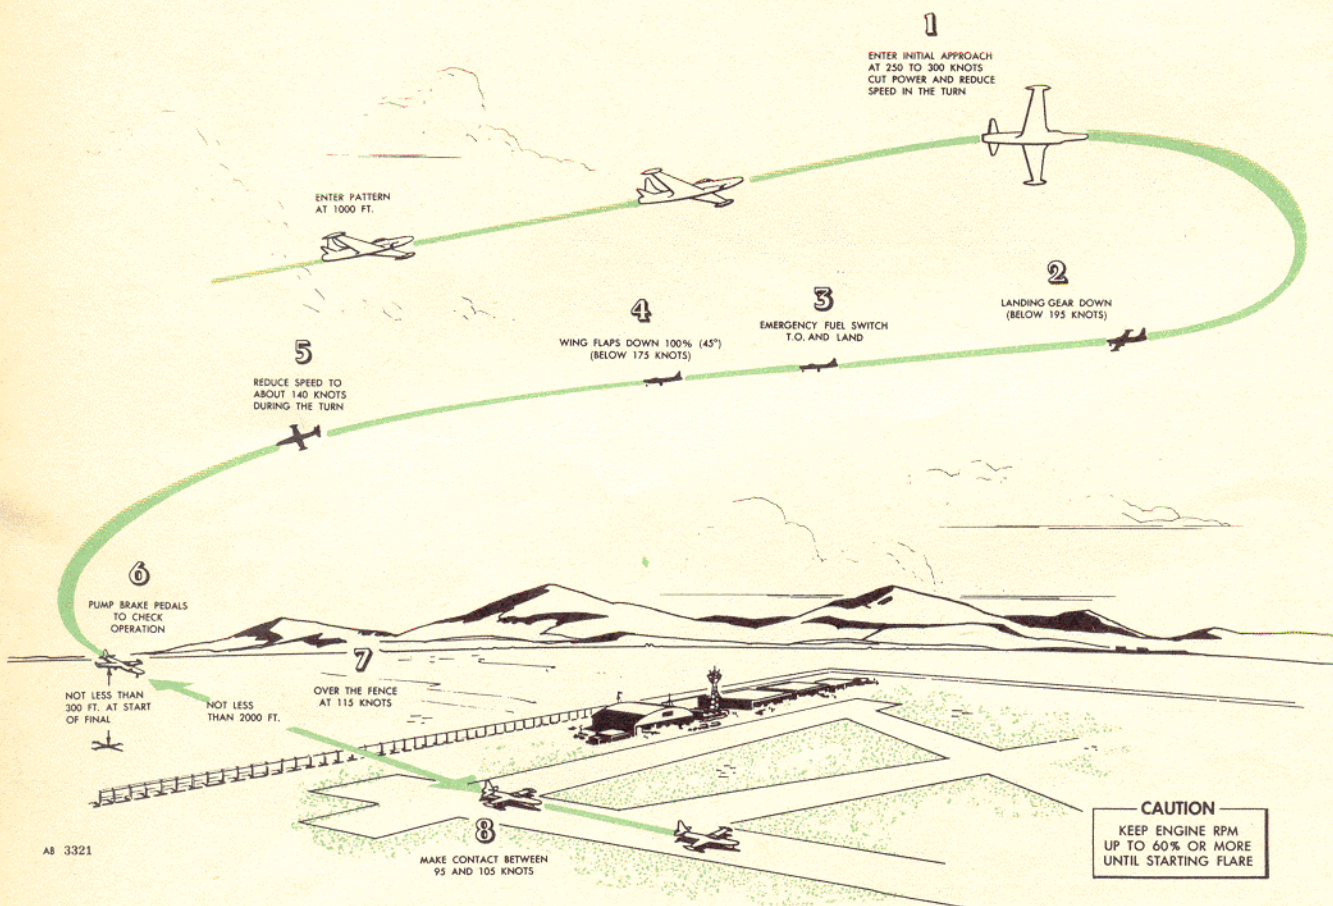 1
ENTER INITIAL APPROACH
AT 250 TO 300 KNOTS
CUT POWER AND REDUCE
SPEED IN THE TURN
ENTER PATTERN
AT 1000 FT.
2
LANDING GEAR DOWN
(BELOW 195 KNOTS)
3
EMERGENCY FUEL SWITCH
T.O. AND LAND
4
WING FLAPS DOWN 100% (45°)
(BELOW 175 KNOTS)
5
REDUCE SPEED TO
ABOUT 140 KNOTS
DURING THE TURN
6
PUMP BRAKE PEDALS
TO CHECK
OPERATION
NOT LESS THAN
300 FT. AT START
OF FINAL
NOT LESS
THAN 2000 FT.
7
OVER THE FENCE
AT 115 KNOTS
8
MAKE CONTACT BETWEEN
95 AND 105 KNOTS
CAUTION
KEEP ENGINE RPM
UP TO 60% OR MORE
UNTIL STARTING FLARE
AB 3321